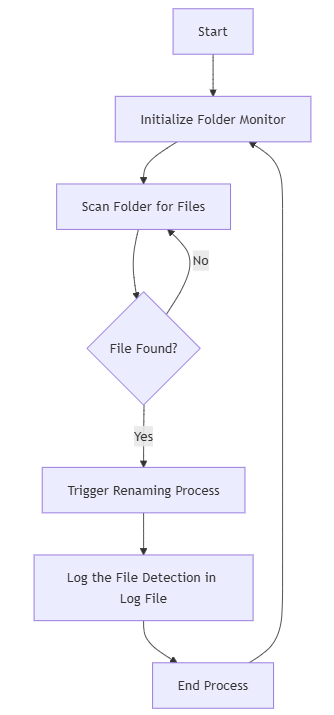 Start
Initialize Folder Monitor
Scan Folder for Files
No
File Found?
Yes
Trigger Renaming Process
Log the File Detection in
Log File
End Process